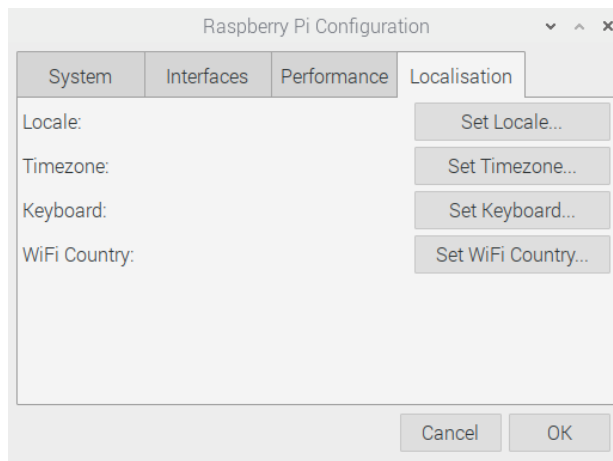 Raspberry Pi Configuration
System Interfaces Performance Localisation
Locale: Set Locale...
Timezone: Set Timezone...
Keyboard: Set Keyboard...
WiFi Country: Set WiFi Country...
Cancel OK